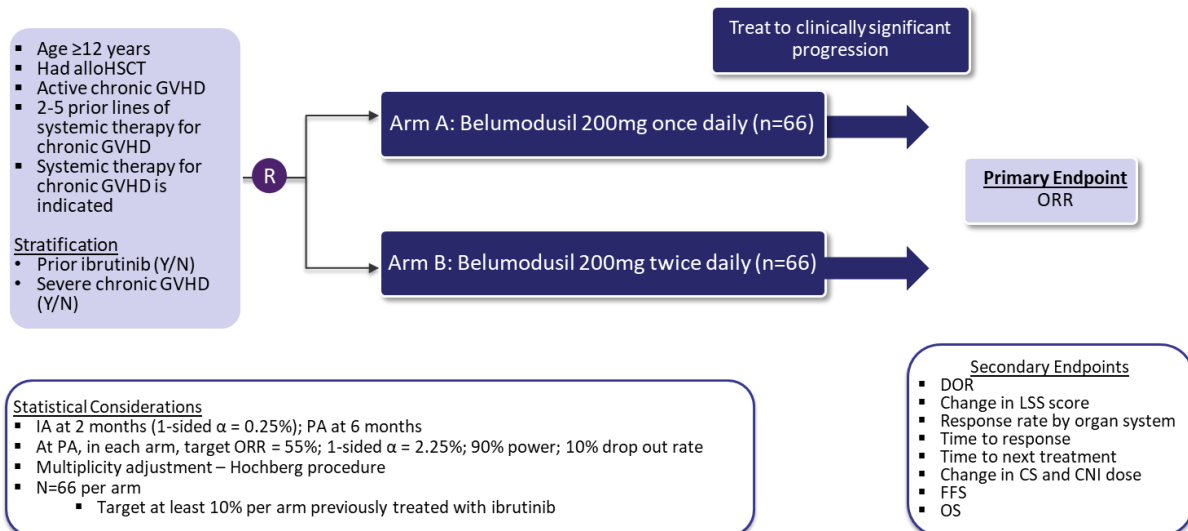 Age ≥12 years
Had alloHSCT
Active chronic GVHD
2-5 prior lines of
systemic therapy for
chronic GVHD
Systemic therapy for
chronic GVHD is
indicated
Stratification
Prior ibrutinib (Y/N)
Severe chronic GVHD
(Y/N)
R
Treat to clinically significant
progression
Arm A: Belumodusil 200mg once daily (n=66)
Arm B: Belumodusil 200mg twice daily (n=66)
Primary Endpoint
ORR
Statistical Considerations
IA at 2 months (1-sided α = 0.25%); PA at 6 months
At PA, in each arm, target ORR = 55%; 1-sided α = 2.25%; 90% power; 10% drop out rate
Multiplicity adjustment – Hochberg procedure
N=66 per arm
Target at least 10% per arm previously treated with ibrutinib
Secondary Endpoints
DOR
Change in LSS score
Response rate by organ system
Time to response
Time to next treatment
Change in CS and CNI dose
FFS
OS